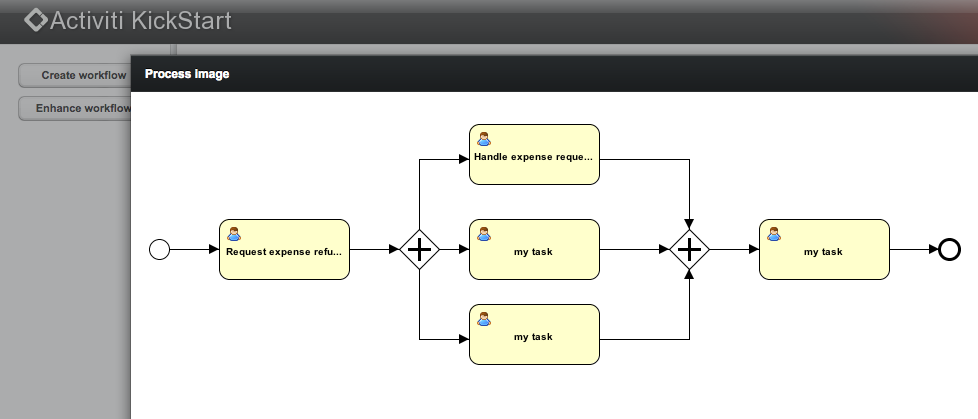 Activiti KickStart
Create workflow
Process Image
Enhance workflow
Handle expense reque...
Request expense refu...
my task
my task
my task